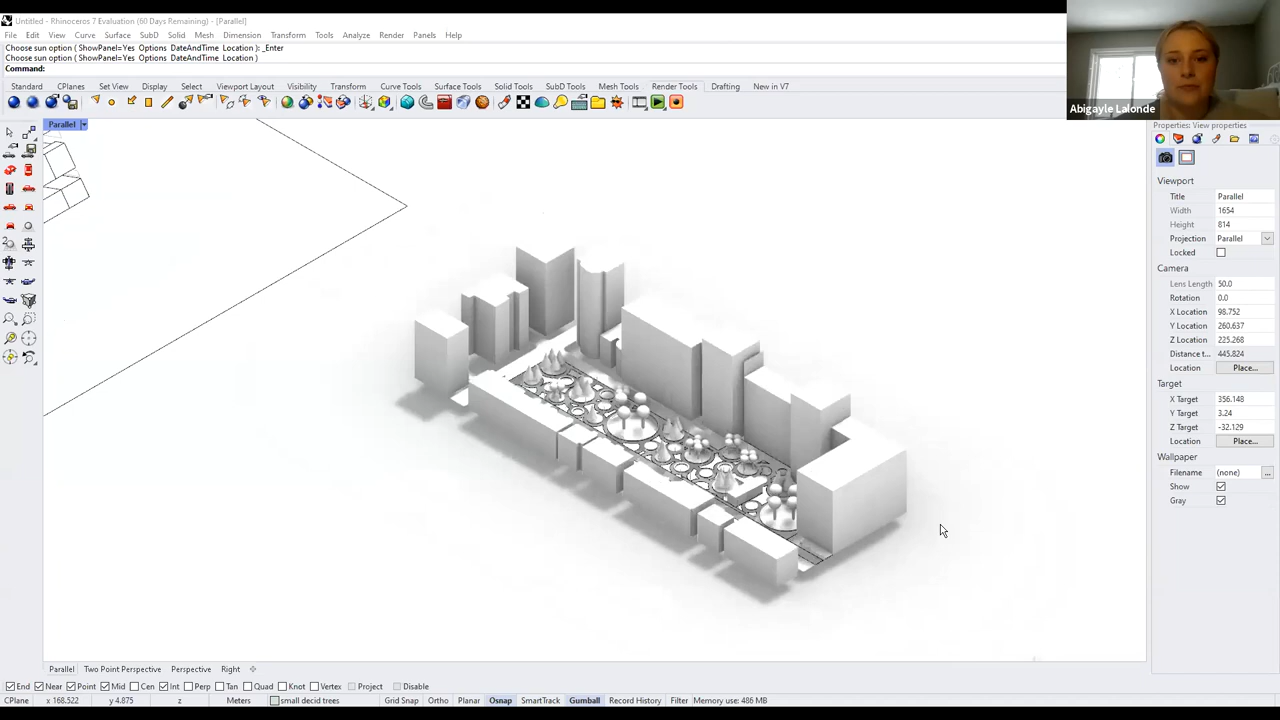 Untitled - Rhinoceros 7 Evaluation (60 Days Remaining) - [Parallel]
File Edit View Curve Surface SubD Solid Mesh Dimension Transform Tools Analyze Render Panels Help
Choose sun option ( ShowPanel=Yes Options DateAndTime Location ): _Enter
Choose sun option ( ShowPanel=Yes Options DateAndTime Location )
Command:
Standard CPlanes Set View Display Select Viewport Layout Visibility Transform Curve Tools Surface Tools Solid Tools SubD Tools Mesh Tools Render Tools Drafting New in V7
Abigayle Lalonde
Parallel
Properties: View properties
Viewport
Title Parallel
Width 1654
Height 814
Projection Parallel
Locked
Camera
Lens Length 50.0
Rotation 0.0
X Location 98.752
Y Location 260.637
Z Location 225.268
Distance t... 445.824
Location Place...
Target
X Target 356.148
Y Target 3.24
Z Target -32.129
Location Place...
Wallpaper
Filename (none) ...
Show
Gray
Parallel Two Point Perspective Perspective Right
End Near Point Mid Cen Int Perp Tan Quad Knot Vertex Project Disable
CPlane x 168.522 y 4.875 z Meters small decid trees Grid Snap Ortho Planar Osnap SmartTrack Gumball Record History Filter Memory use: 486 MB